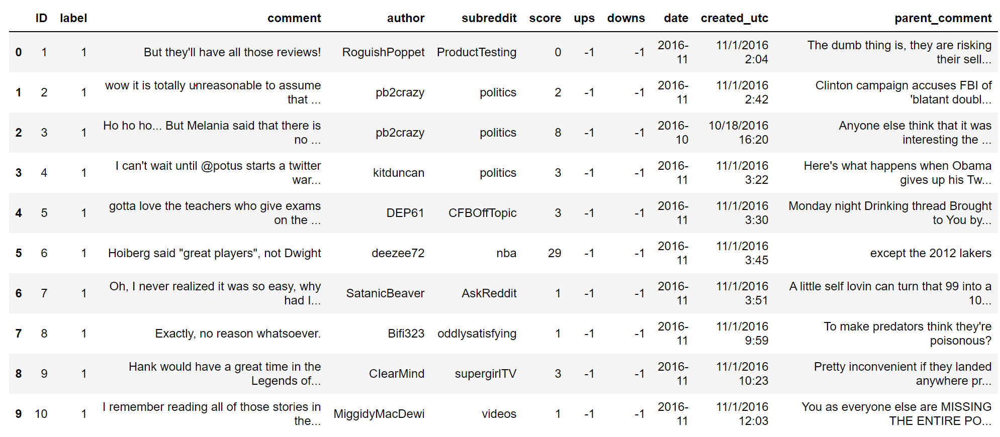 ID label comment author subreddit score ups downs date created_utc parent_comment
0 1 1 But they'll have all those reviews! RoguishPoppet ProductTesting 0 -1 -1 2016-11 11/1/2016 2:04 The dumb thing is, they are risking their sell...
1 2 1 wow it is totally unreasonable to assume that ... pb2crazy politics 2 -1 -1 2016-11 11/1/2016 2:42 Clinton campaign accuses FBI of 'blatant doubl...
2 3 1 Ho ho ho... But Melania said that there is no ... pb2crazy politics 8 -1 -1 2016-10 10/18/2016 16:20 Anyone else think that it was interesting the ...
3 4 1 I can't wait until @potus starts a twitter war... kitduncan politics 3 -1 -1 2016-11 11/1/2016 3:22 Here's what happens when Obama gives up his Tw...
4 5 1 gotta love the teachers who give exams on the ... DEP61 CFBOffTopic 3 -1 -1 2016-11 11/1/2016 3:30 Monday night Drinking thread Brought to You by...
5 6 1 Hoiberg said "great players", not Dwight deezee72 nba 29 -1 -1 2016-11 11/1/2016 3:45 except the 2012 lakers
6 7 1 Oh, I never realized it was so easy, why had I... SatanicBeaver AskReddit 1 -1 -1 2016-11 11/1/2016 3:51 A little self lovin can turn that 99 into a 10...
7 8 1 Exactly, no reason whatsoever. Bifi323 oddlysatisfying 1 -1 -1 2016-11 11/1/2016 9:59 To make predators think they're poisonous?
8 9 1 Hank would have a great time in the Legends of... ClearMind supergirlTV 3 -1 -1 2016-11 11/1/2016 10:23 Pretty inconvenient if they landed anywhere pr...
9 10 1 I remember reading all of those stories in the... MiggidyMacDewi videos 1 -1 -1 2016-11 11/1/2016 12:03 You as everyone else are MISSING THE ENTIRE PO...